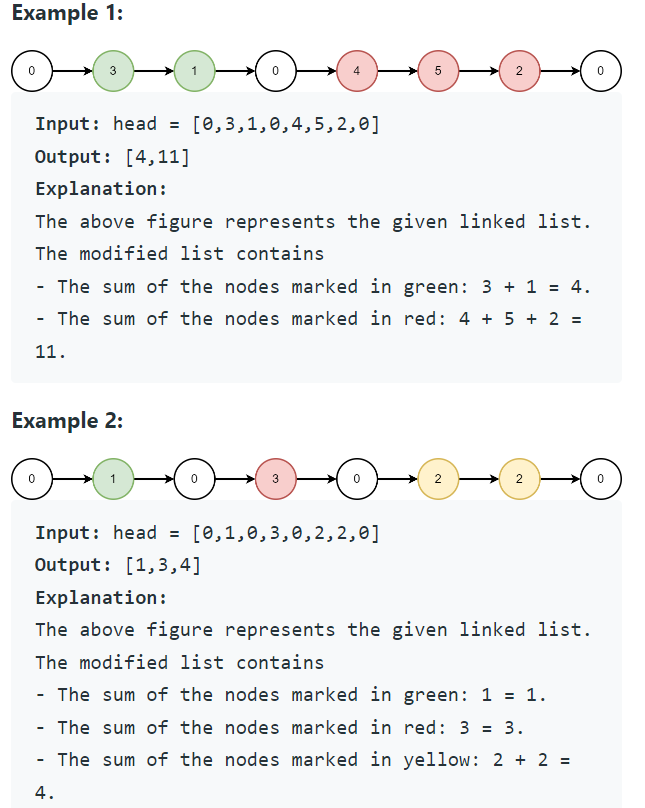 Example 1:
0 3 1 0 4 5 2 0
Input: head = [0,3,1,0,4,5,2,0]
Output: [4,11]
Explanation:
The above figure represents the given linked list.
The modified list contains
- The sum of the nodes marked in green: 3 + 1 = 4.
- The sum of the nodes marked in red: 4 + 5 + 2 =
11.
Example 2:
0 1 0 3 0 2 2 0
Input: head = [0,1,0,3,0,2,2,0]
Output: [1,3,4]
Explanation:
The above figure represents the given linked list.
The modified list contains
- The sum of the nodes marked in green: 1 = 1.
- The sum of the nodes marked in red: 3 = 3.
- The sum of the nodes marked in yellow: 2 + 2 =
4.